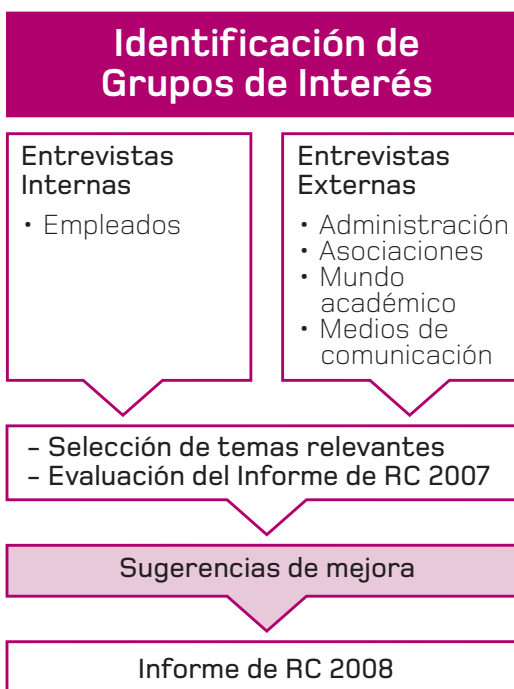 Identificación de
Grupos de Interés
Entrevistas
Internas
• Empleados
Entrevistas
Externas
• Administración
• Asociaciones
• Mundo
académico
• Medios de
comunicación
– Selección de temas relevantes
– Evaluación del Informe de RC 2007
Sugerencias de mejora
Informe de RC 2008